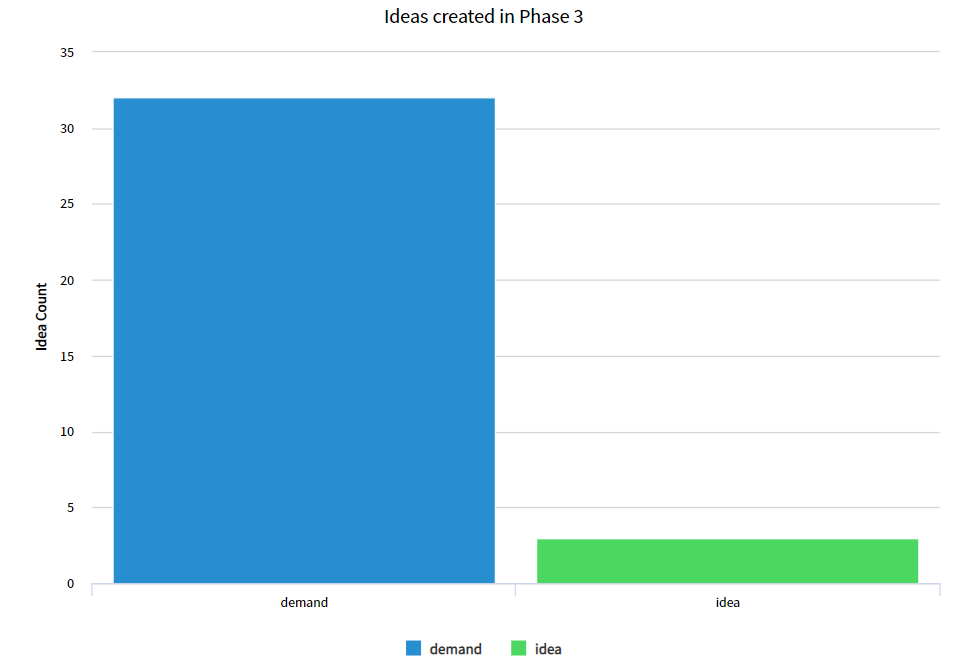 Ideas created in Phase 3
35
30
25
20
15
10
5
0
Idea Count
demand
idea
demand
idea